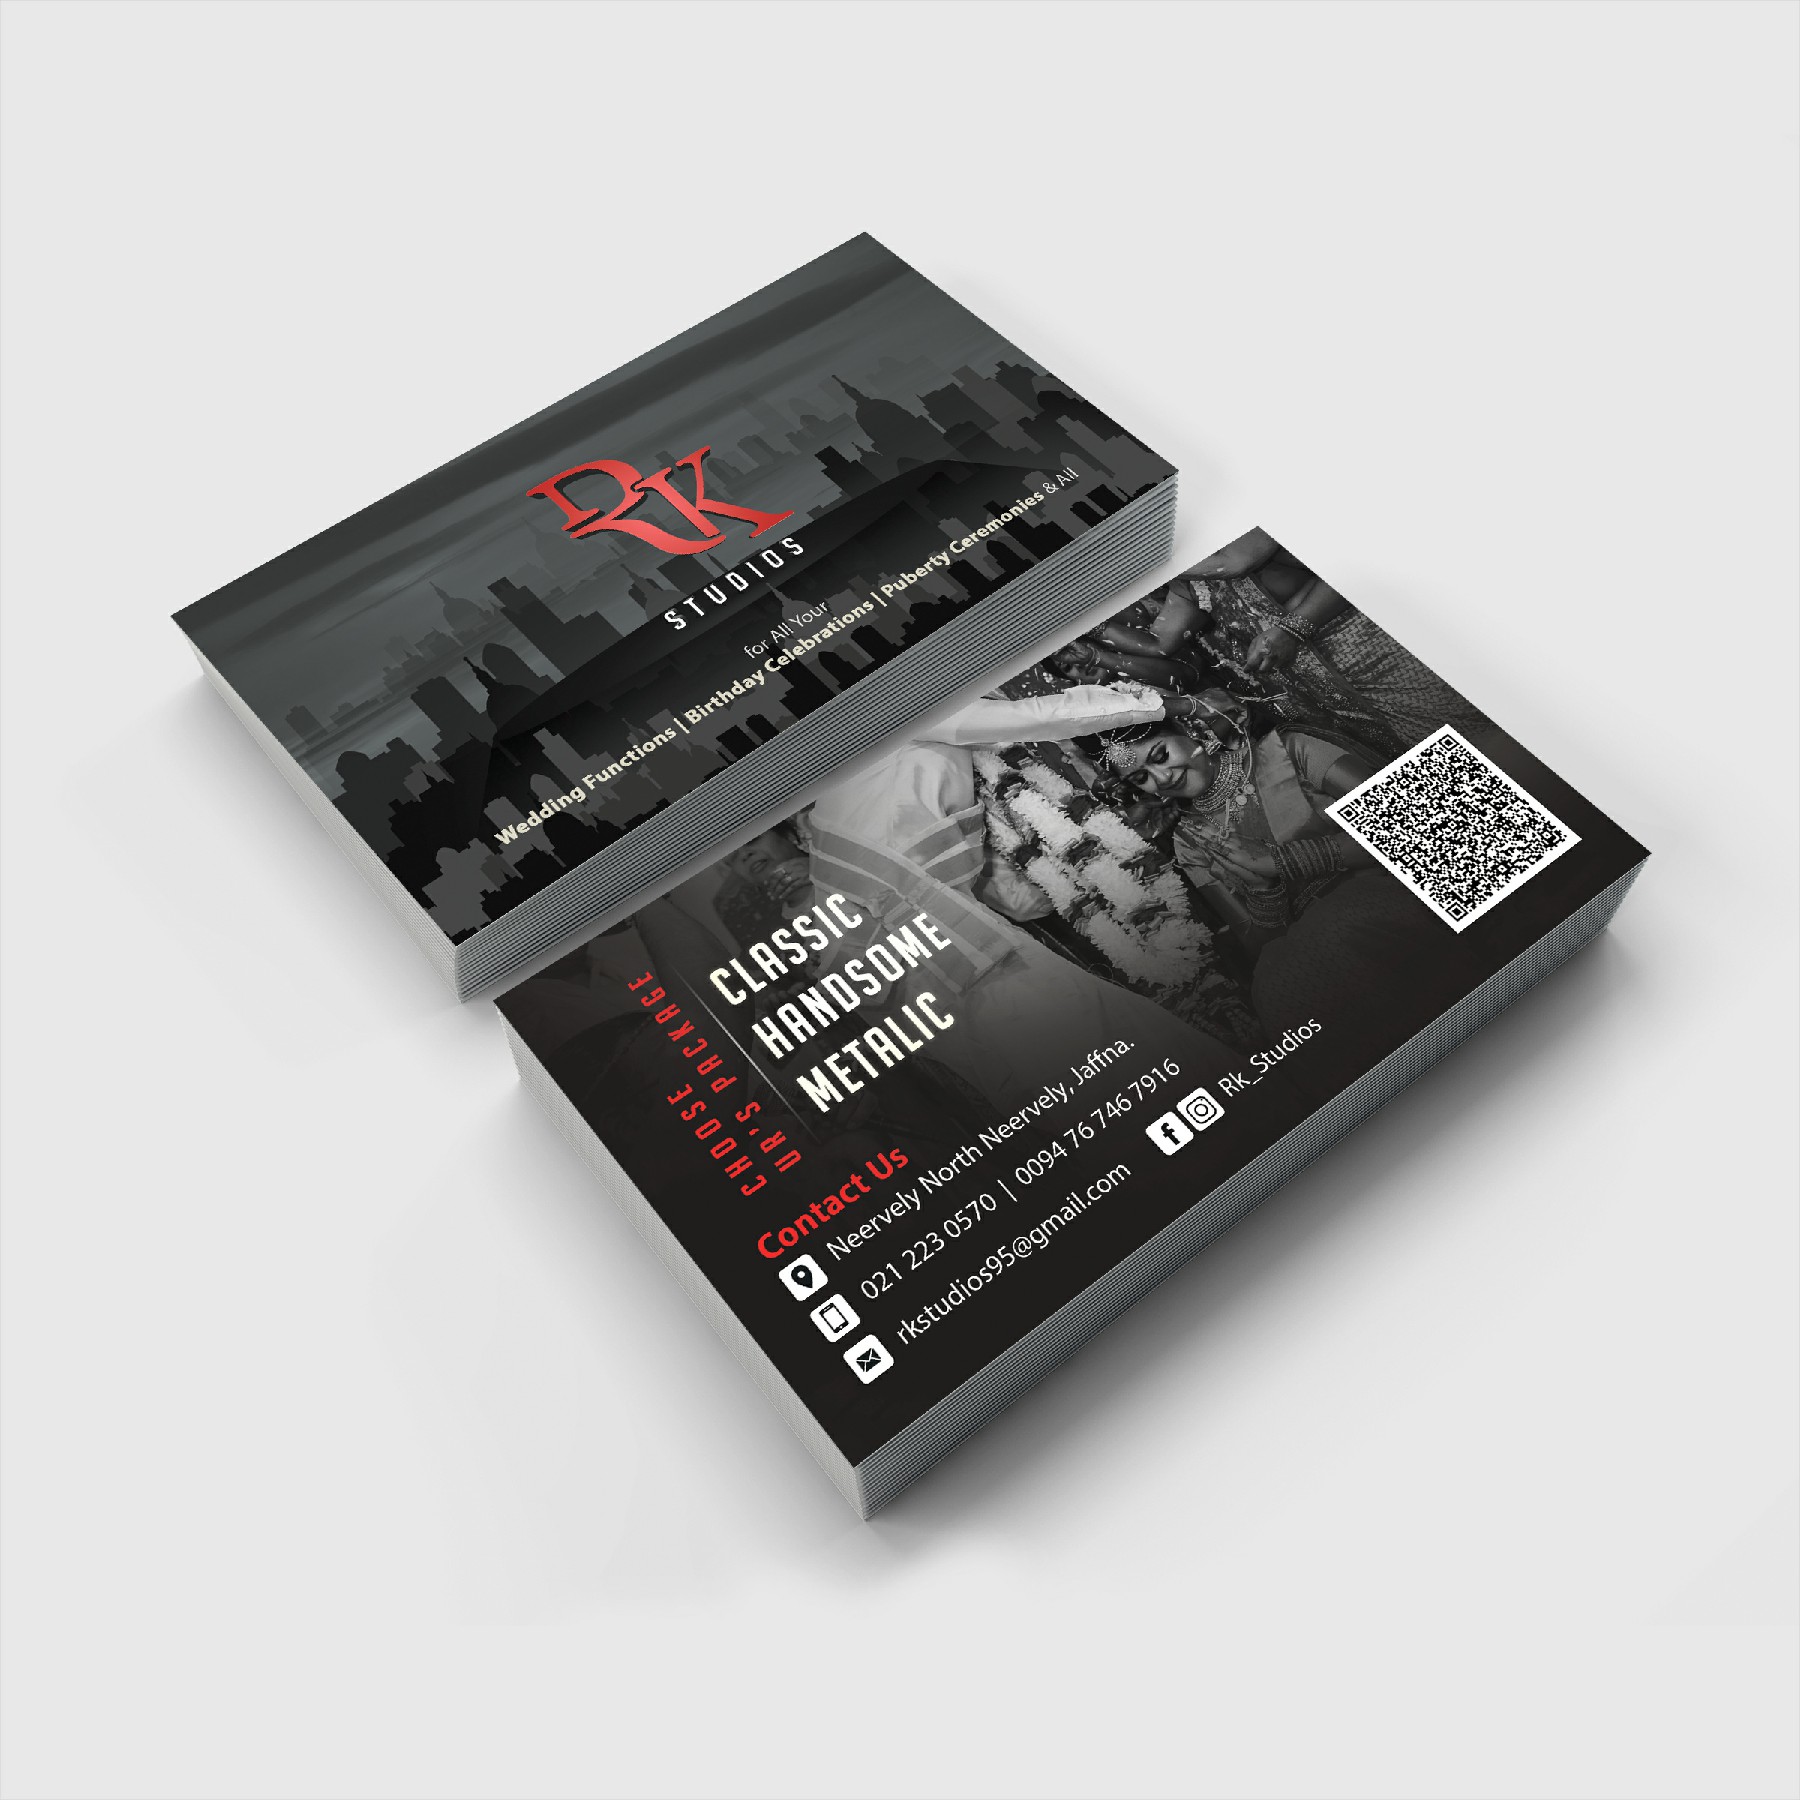 RK
STUDIOS
for All Your
Wedding Functions | Birthday Celebrations | Puberty Ceremonies & All
CHOOSE PACKAGE
UR'S
CLASSIC
HANDSOME
METALIC
Contact Us
Neervely North Neervely, Jaffna.
021 223 0570 | 0094 76 746 7916
rkstudios95@gmail.com
Rk_Studios